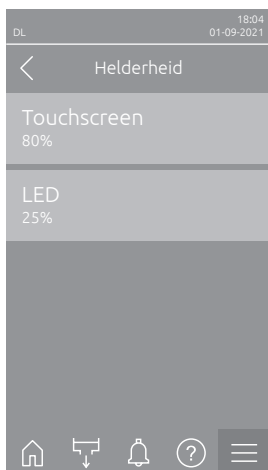 18:04
DL 01-09-2021
Helderheid
Touchscreen
80%
LED
25%
?